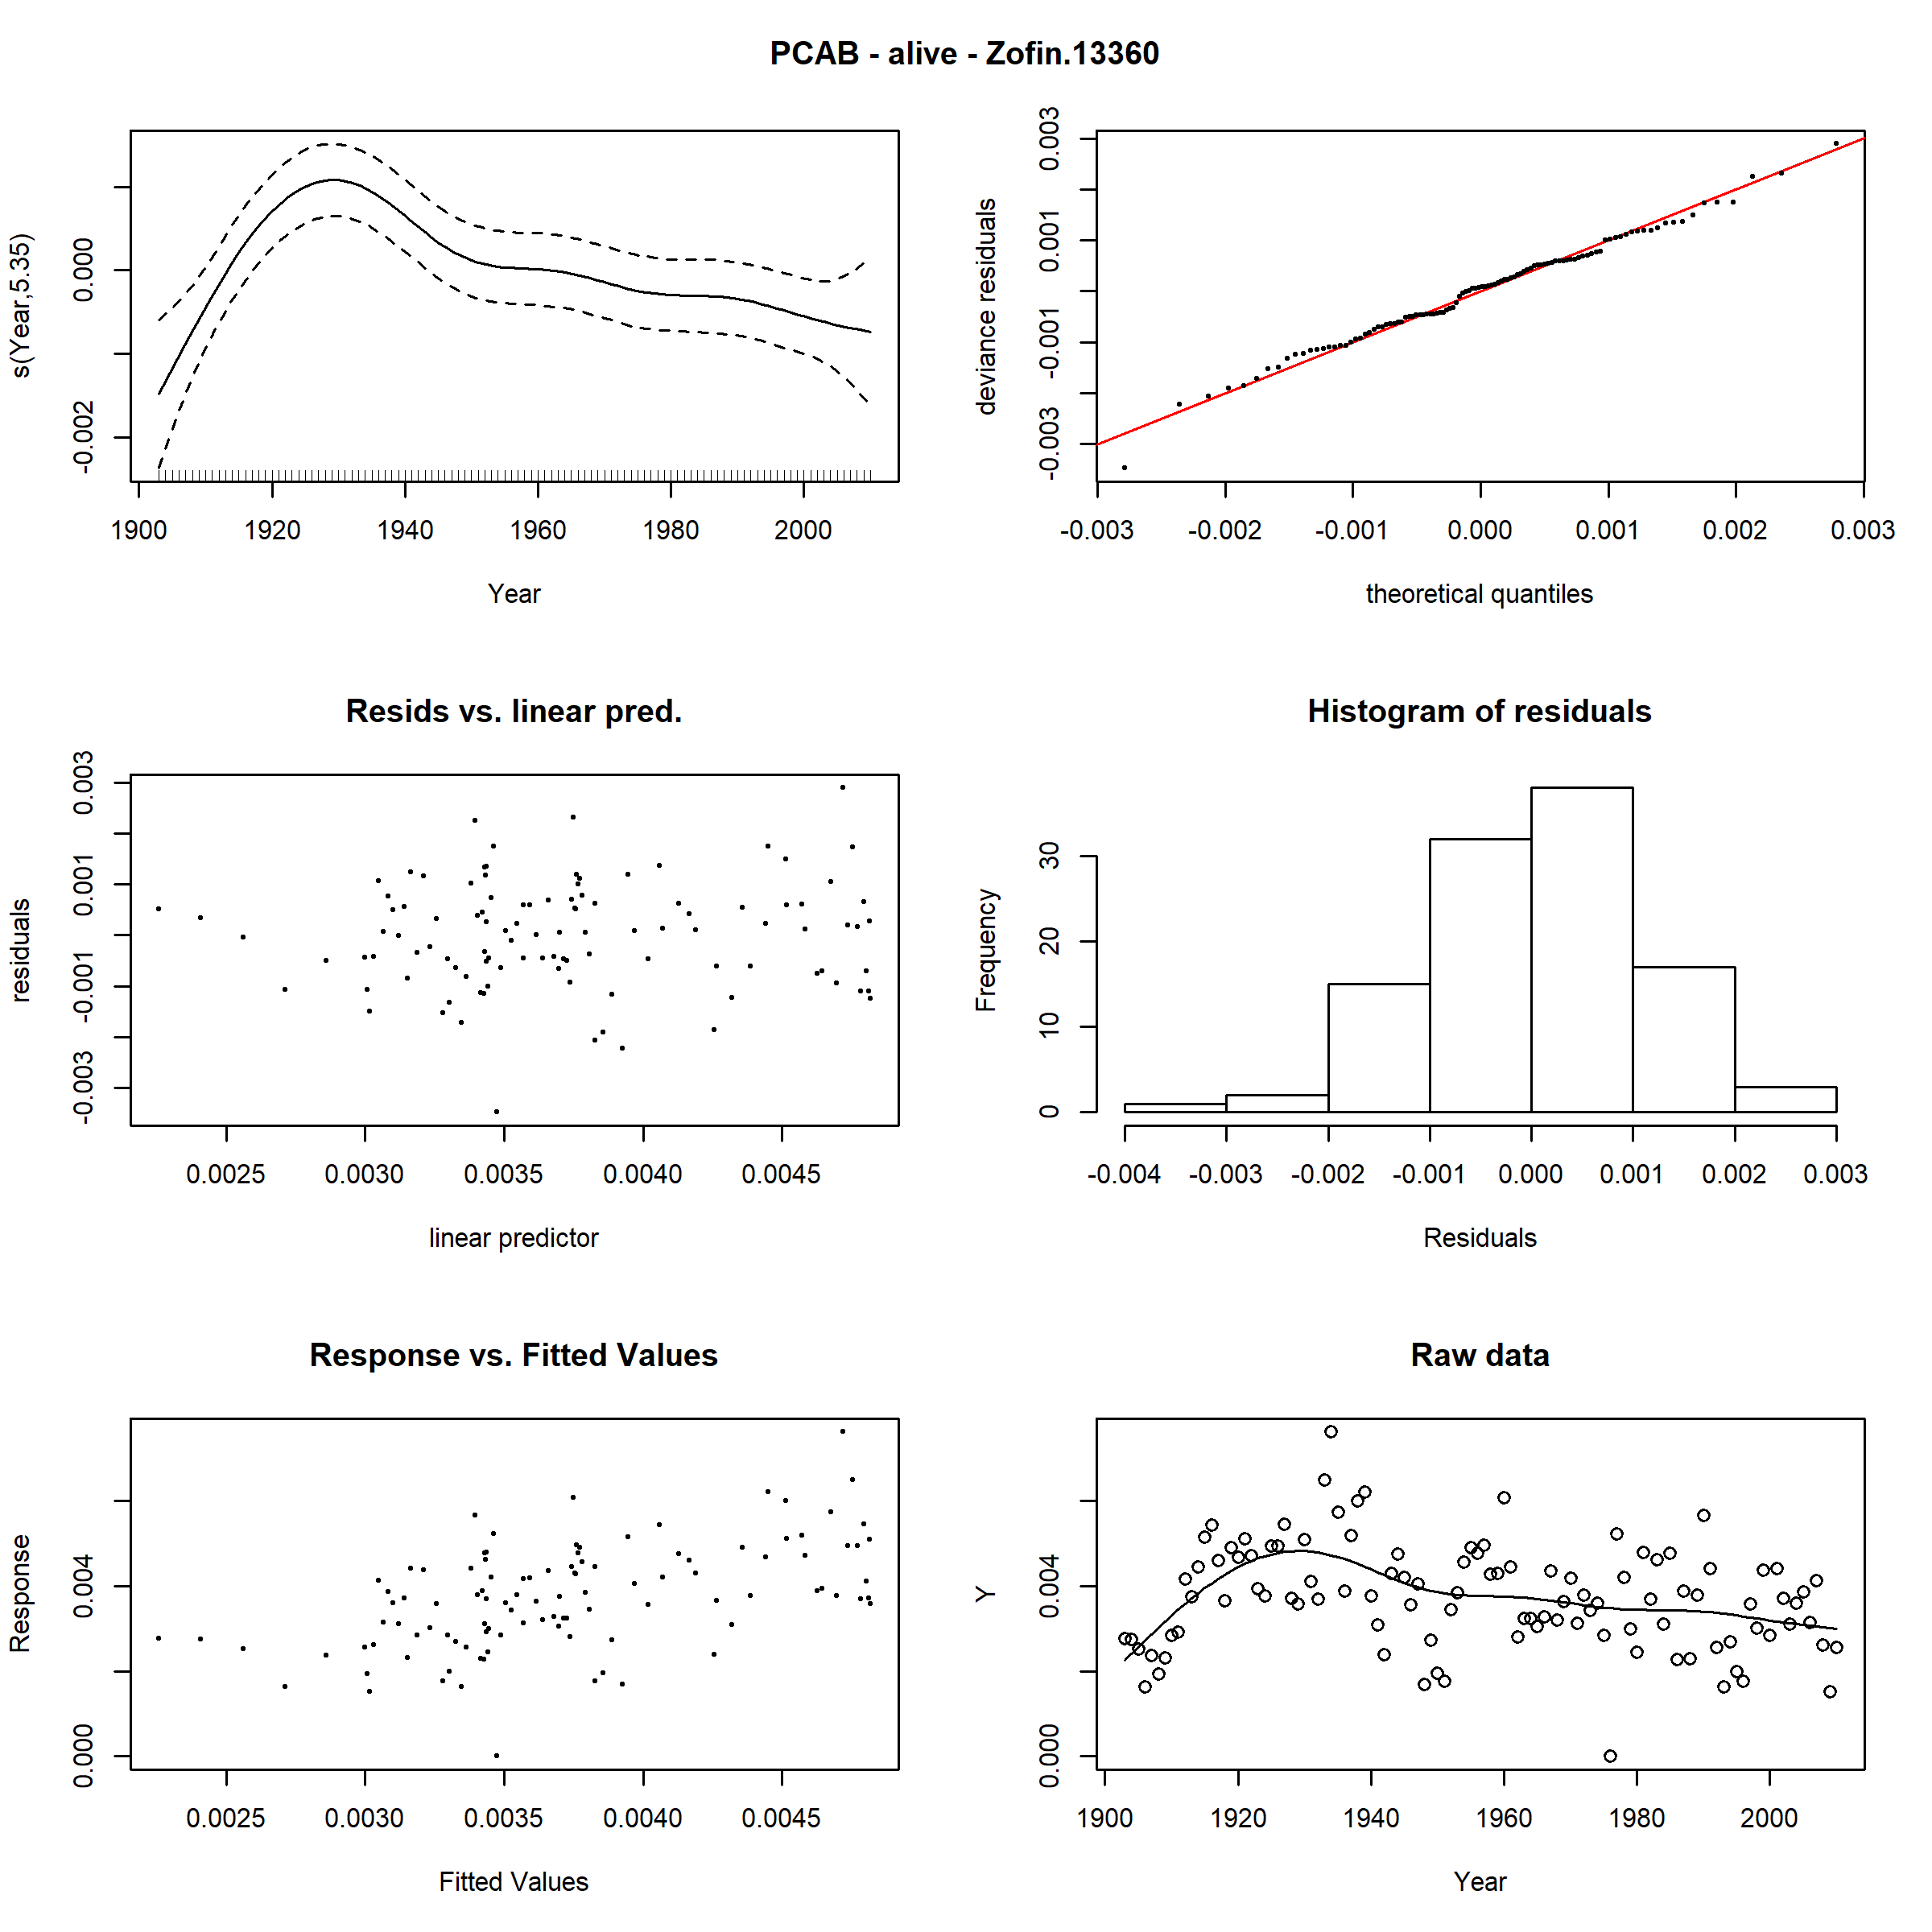 PCAB - alive - Zofin.13360
s(Year,5.35)
0.000
-0.002
1900 1920 1940 1960 1980 2000
Year
deviance residuals
0.003
0.001
-0.001
-0.003
-0.003 -0.002 -0.001 0.000 0.001 0.002 0.003
theoretical quantiles
Resids vs. linear pred.
residuals
0.003
0.001
-0.001
-0.003
0.0025 0.0030 0.0035 0.0040 0.0045
linear predictor
Histogram of residuals
Frequency
30
20
10
0
-0.004 -0.003 -0.002 -0.001 0.000 0.001 0.002 0.003
Residuals
Response vs. Fitted Values
Response
0.004
0.000
0.0025 0.0030 0.0035 0.0040 0.0045
Fitted Values
Raw data
Y
0.004
0.000
1900 1920 1940 1960 1980 2000
Year